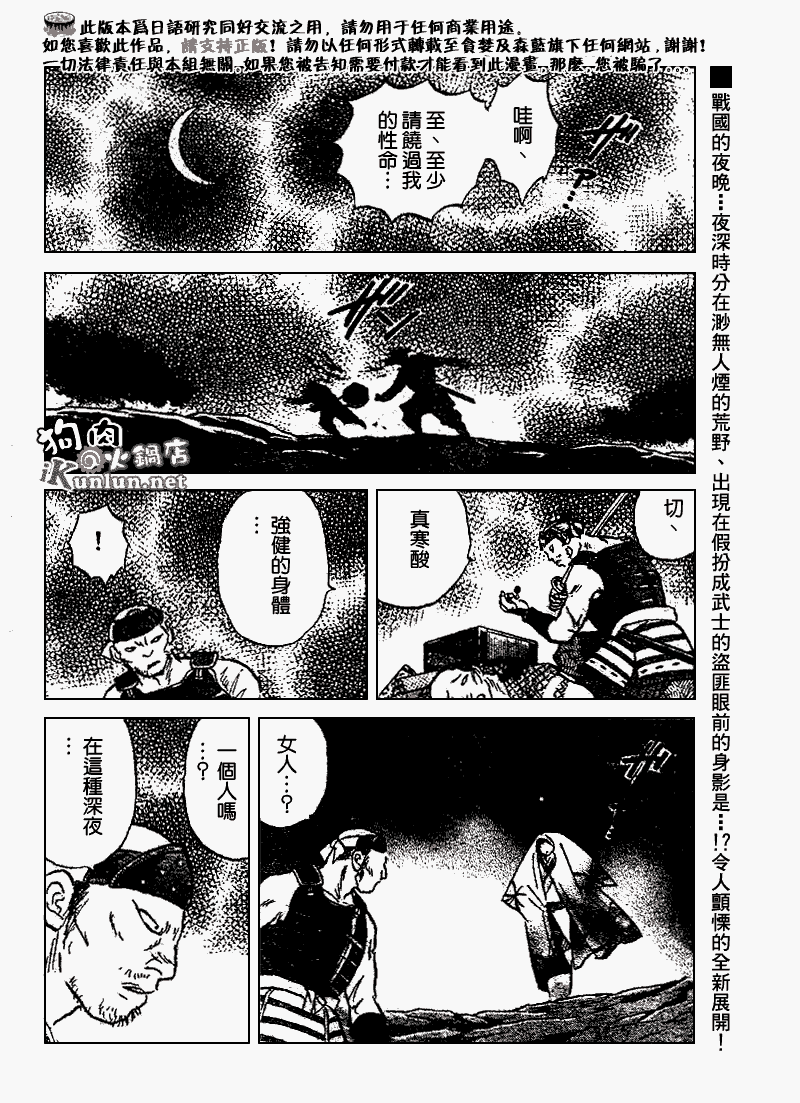 此版本爲日語研究同好交流之用，請勿用于任何商業用途。
如您喜歡此作品，請支持正版！請勿以任何形式轉載至貪婪及森藍旗下任何網站，謝謝！
一切法律責任與本組無關。如果您被告知需要付款才能看到此漫畫，那麼，您被騙了……
■戰國的夜晚…夜深時分在渺無人煙的荒野、出現在假扮成武士的盜匪眼前的身影是…!?令人顫慄的全新展開！
哇啊、
至、至少
請饒過我
的性命…
ア…
狗肉
@火鍋店
iKunlun.net
切、
真寒酸
強健的身體
…
！
女人…？
一個人嗎
…？
在這種深夜
…